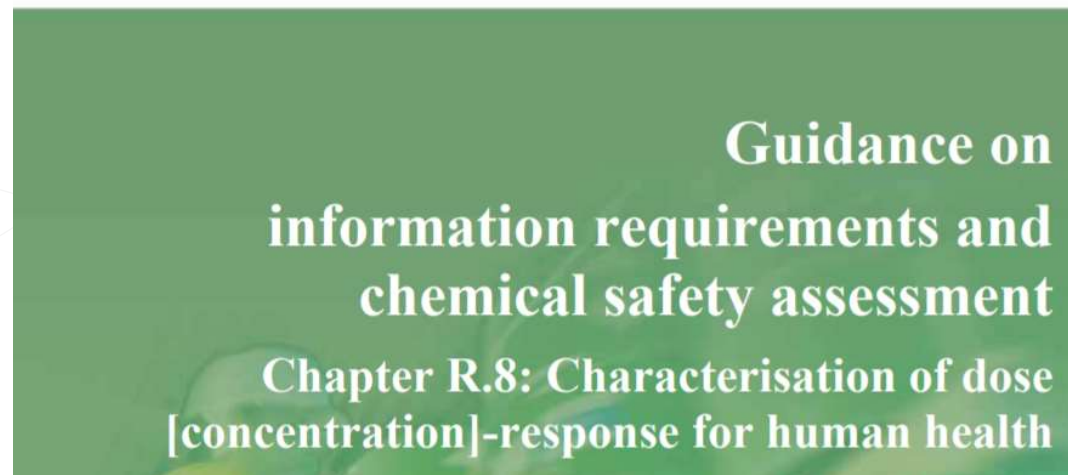 Guidance on
information requirements and
chemical safety assessment
Chapter R.8: Characterisation of dose
[concentration]-response for human health